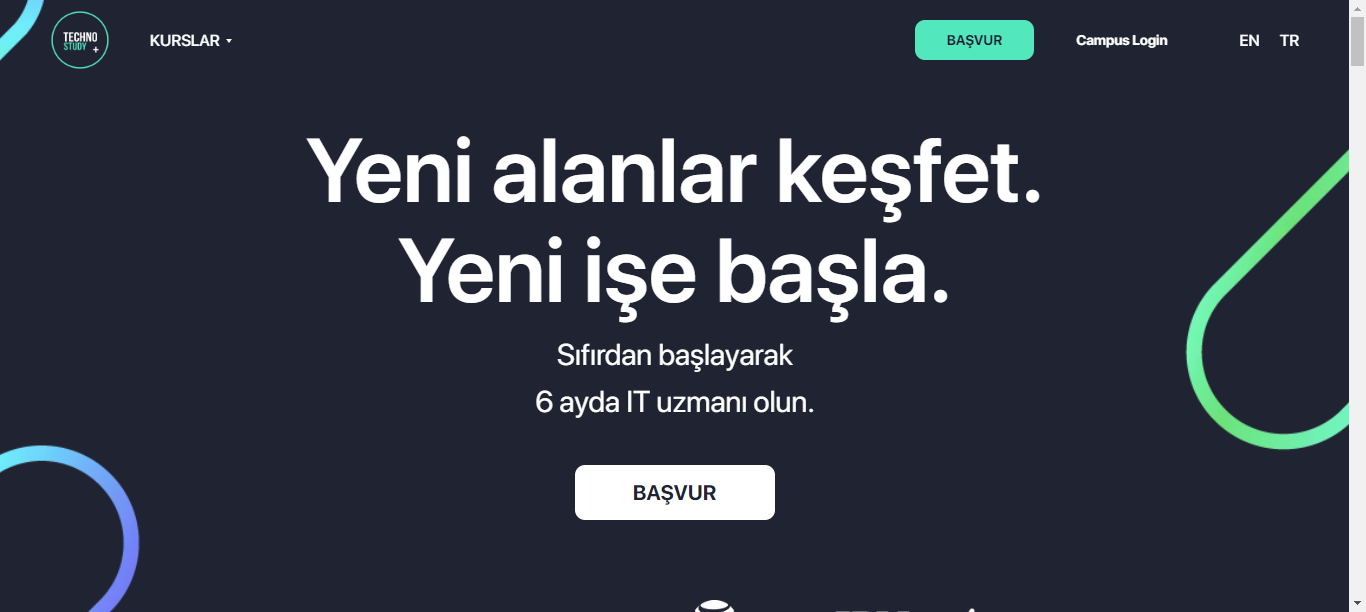 TECHNO
STUDY
+
KURSLAR
BAŞVUR
Campus Login
EN TR
Yeni alanlar keşfet.
Yeni işe başla.
Sıfırdan başlayarak
6 ayda IT uzmanı olun.
BAŞVUR